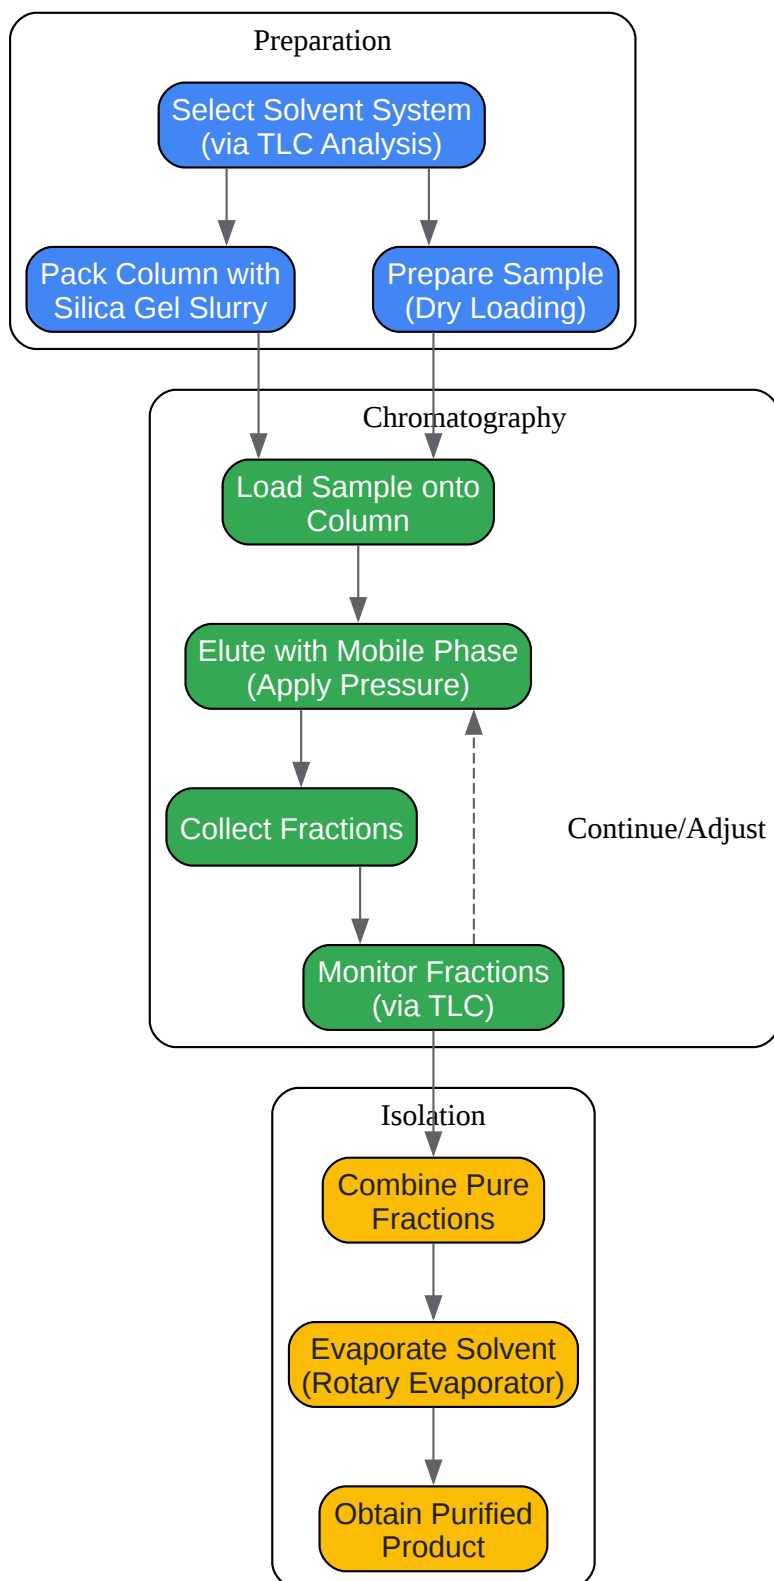 Preparation
Select Solvent System
(via TLC Analysis)
Pack Column with
Silica Gel Slurry
Prepare Sample
(Dry Loading)
Chromatography
Load Sample onto
Column
Elute with Mobile Phase
(Apply Pressure)
Collect Fractions
Continue/Adjust
Monitor Fractions
(via TLC)
Isolation
Combine Pure
Fractions
Evaporate Solvent
(Rotary Evaporator)
Obtain Purified
Product